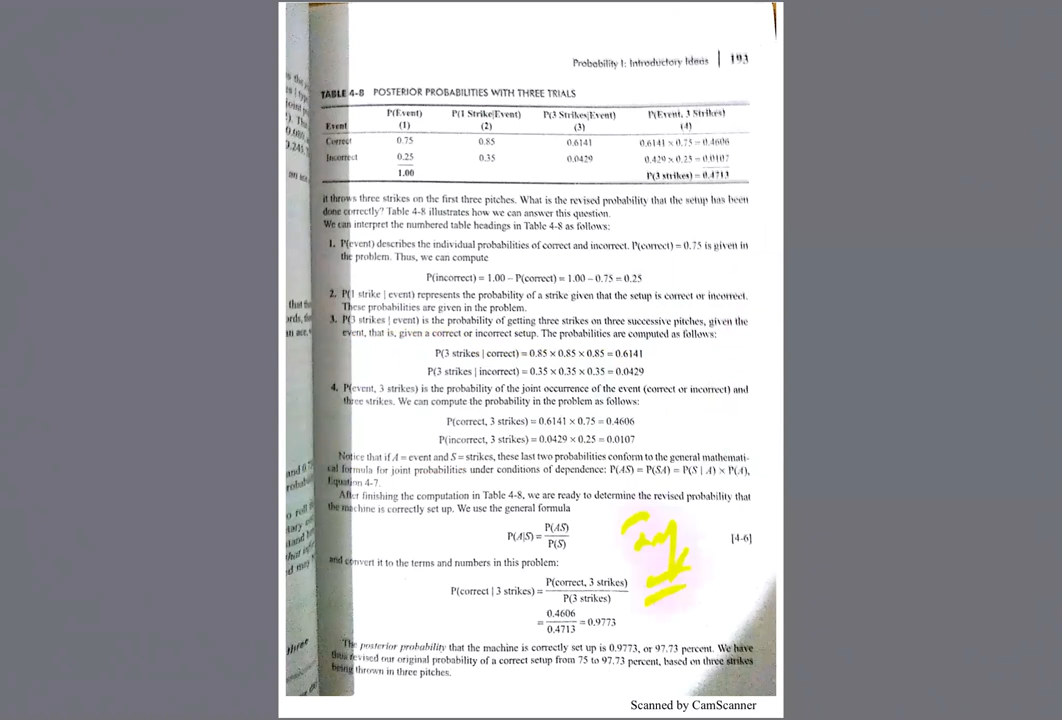 Probability I: Introductory Ideas | 193
TABLE 4-8 POSTERIOR PROBABILITIES WITH THREE TRIALS
P(Event) P(1 Strike|Event) P(3 Strikes|Event) P(Event, 3 Strikes)
Event (1) (2) (3) (4)
Correct 0.75 0.85 0.6141 0.6141 × 0.75 = 0.4606
Incorrect 0.25 0.35 0.0429 0.429 × 0.25 = 0.0107
1.00 P(3 strikes) = 0.4713
it throws three strikes on the first three pitches. What is the revised probability that the setup has been
done correctly? Table 4-8 illustrates how we can answer this question.
We can interpret the numbered table headings in Table 4-8 as follows:
1. P(event) describes the individual probabilities of correct and incorrect. P(correct) = 0.75 is given in
the problem. Thus, we can compute
P(incorrect) = 1.00 – P(correct) = 1.00 – 0.75 = 0.25
2. P(1 strike | event) represents the probability of a strike given that the setup is correct or incorrect.
These probabilities are given in the problem.
3. P(3 strikes | event) is the probability of getting three strikes on three successive pitches, given the
event, that is, given a correct or incorrect setup. The probabilities are computed as follows:
P(3 strikes | correct) = 0.85 × 0.85 × 0.85 = 0.6141
P(3 strikes | incorrect) = 0.35 × 0.35 × 0.35 = 0.0429
4. P(event, 3 strikes) is the probability of the joint occurrence of the event (correct or incorrect) and
three strikes. We can compute the probability in the problem as follows:
P(correct, 3 strikes) = 0.6141 × 0.75 = 0.4606
P(incorrect, 3 strikes) = 0.0429 × 0.25 = 0.0107
Notice that if A = event and S = strikes, these last two probabilities conform to the general mathemati-
cal formula for joint probabilities under conditions of dependence: P(AS) = P(SA) = P(S | A) × P(A),
Equation 4-7.
After finishing the computation in Table 4-8, we are ready to determine the revised probability that
the machine is correctly set up. We use the general formula
P(A|S) = P(AS) / P(S) [4-6]
and convert it to the terms and numbers in this problem:
P(correct | 3 strikes) = P(correct, 3 strikes) / P(3 strikes)
= 0.4606 / 0.4713 = 0.9773
The posterior probability that the machine is correctly set up is 0.9773, or 97.73 percent. We have
thus revised our original probability of a correct setup from 75 to 97.73 percent, based on three strikes
being thrown in three pitches.
Scanned by CamScanner